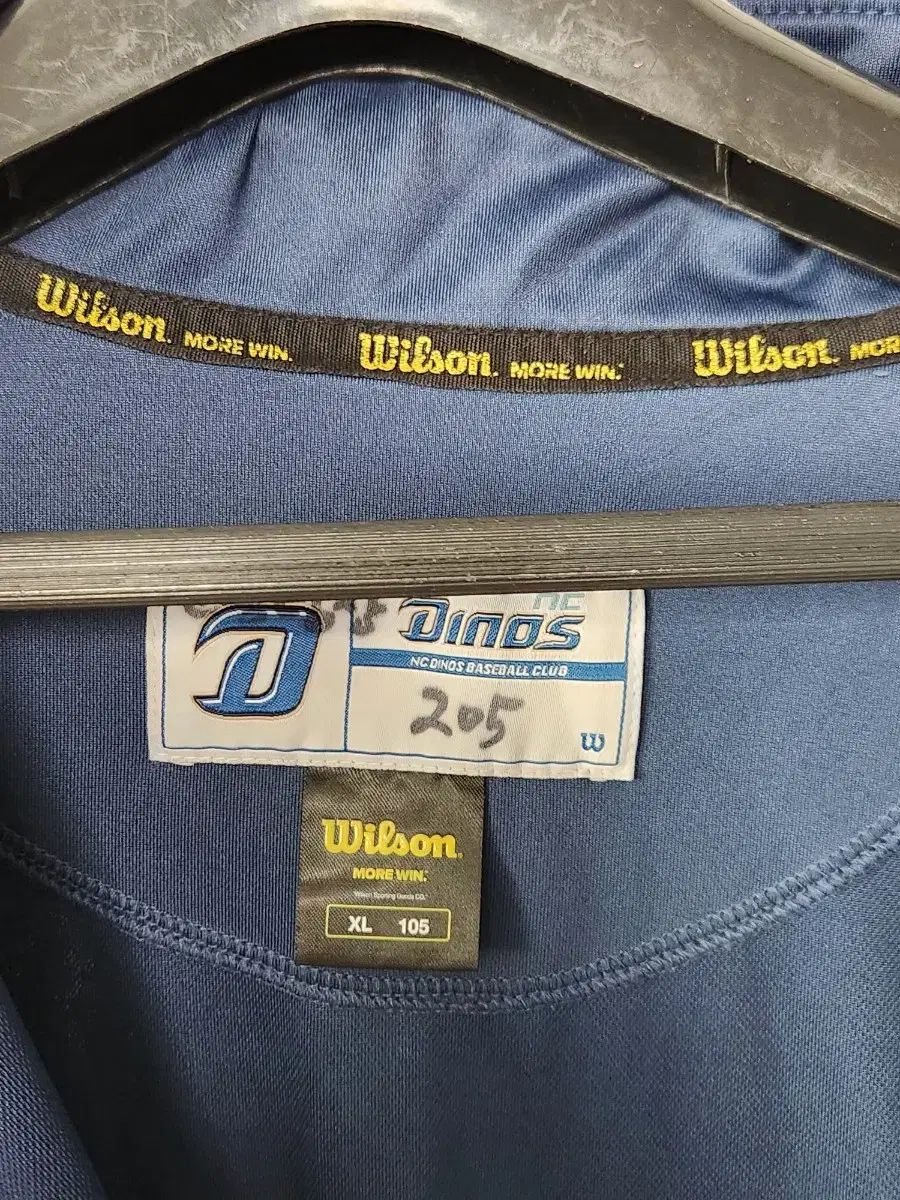 Wilson. MORE WIN. Wilson. MORE WIN. Wilson. MOR
NC
Dinos
NC DINOS BASEBALL CLUB
205
W
Wilson.
MORE WIN.
Wilson Sporting Goods CO.
XL 105